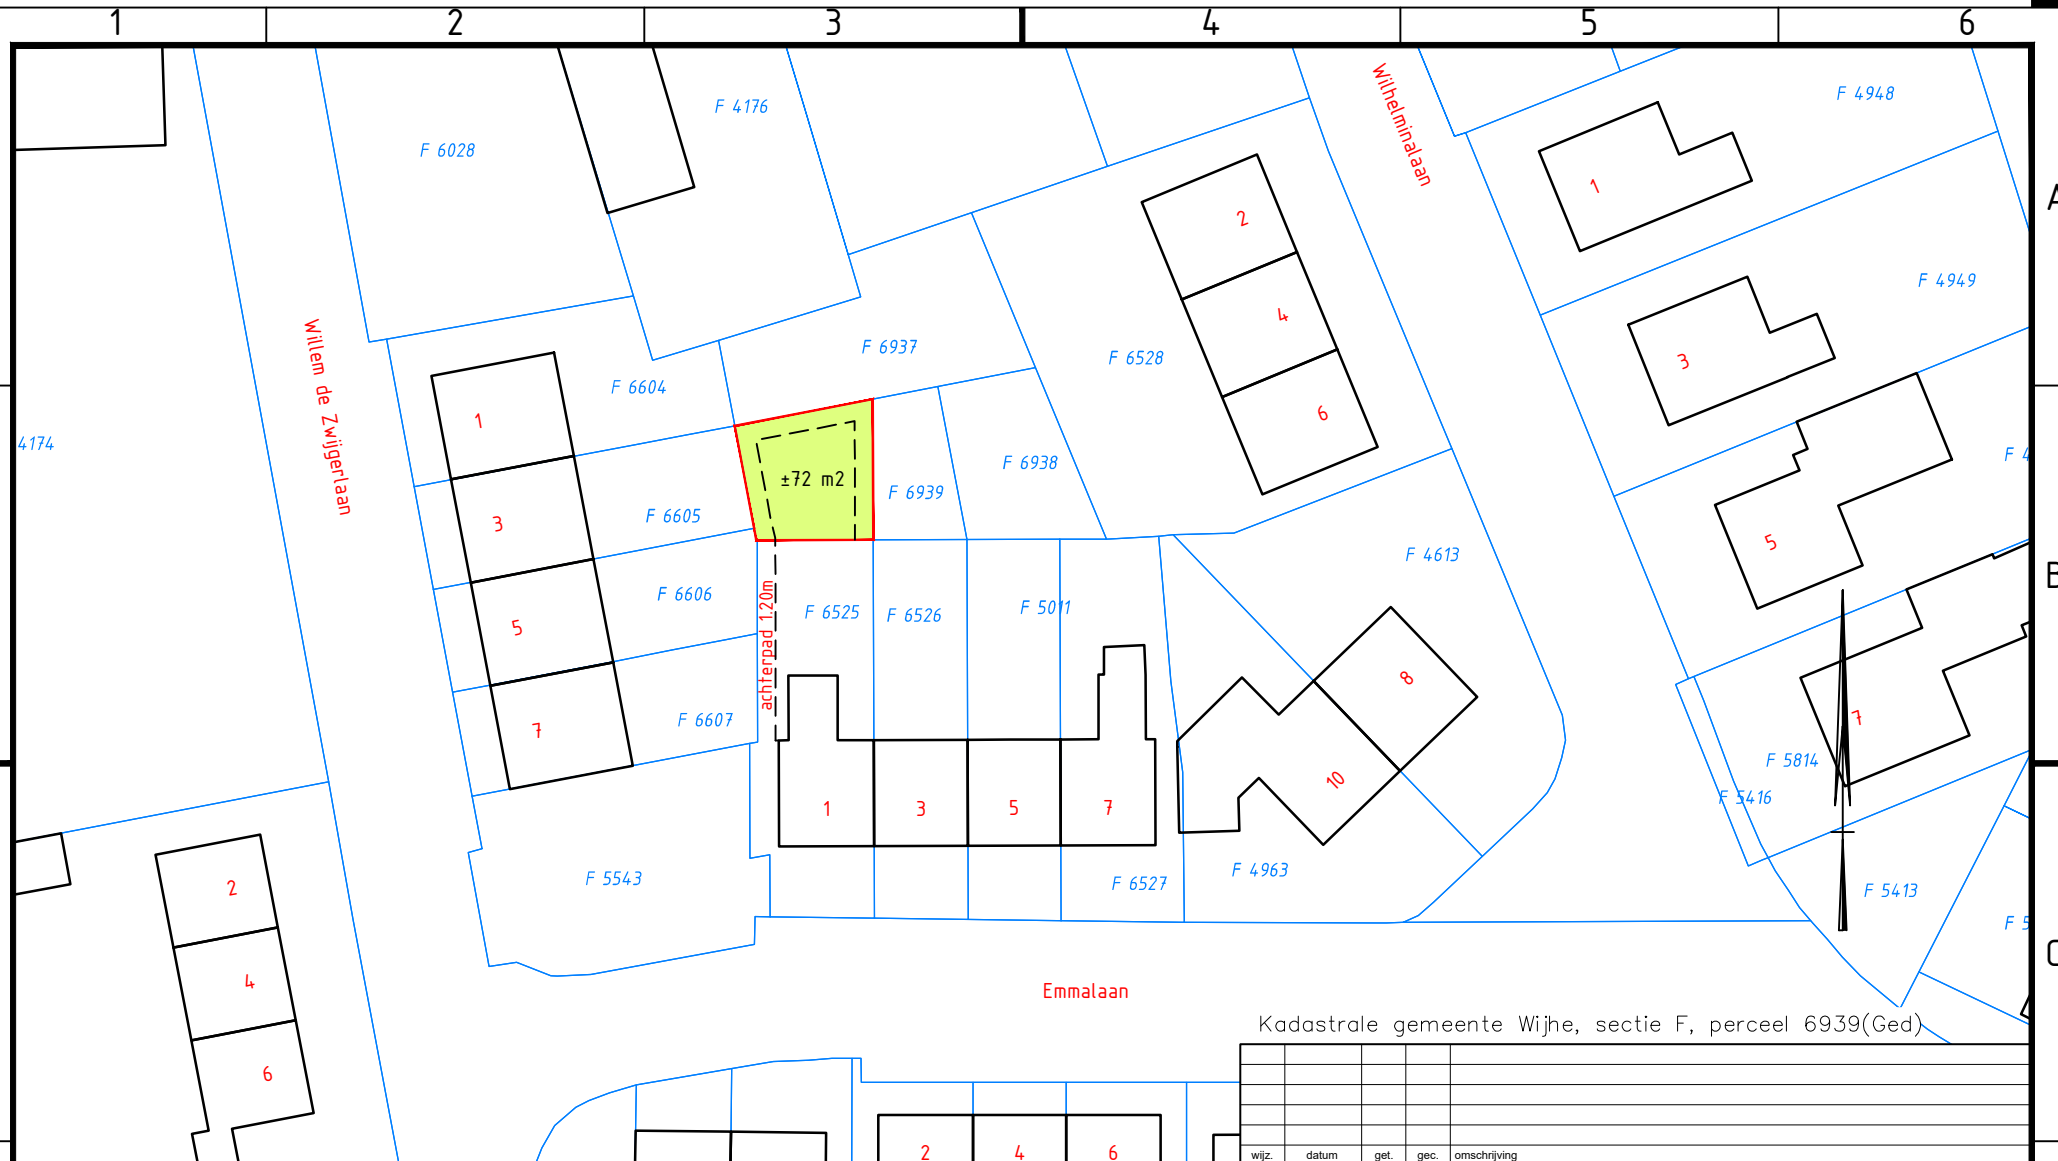 1 2 3 4 5 6
F 4176
F 4948
F 6028
Wilhelminalaan
1
2
F 4949
4
3
F 6937
F 6528
F 6604
Willem de Zwijgerlaan
1
6
4174
F 6938
±72 m2
F 6939
F 6605
3
5
F 4613
B
F 6606
achterpad 1.20m
F 6525
F 6526
F 5011
5
8
F 6607
7
7
F 5814
10
F 5416
1
3
5
7
F 5543
F 4963
F 6527
2
F 5413
4
Emmalaan
Kadastrale gemeente Wijhe, sectie F, perceel 6939(Ged)
6
2
4
6
wijz. datum get. gec. omschrijving